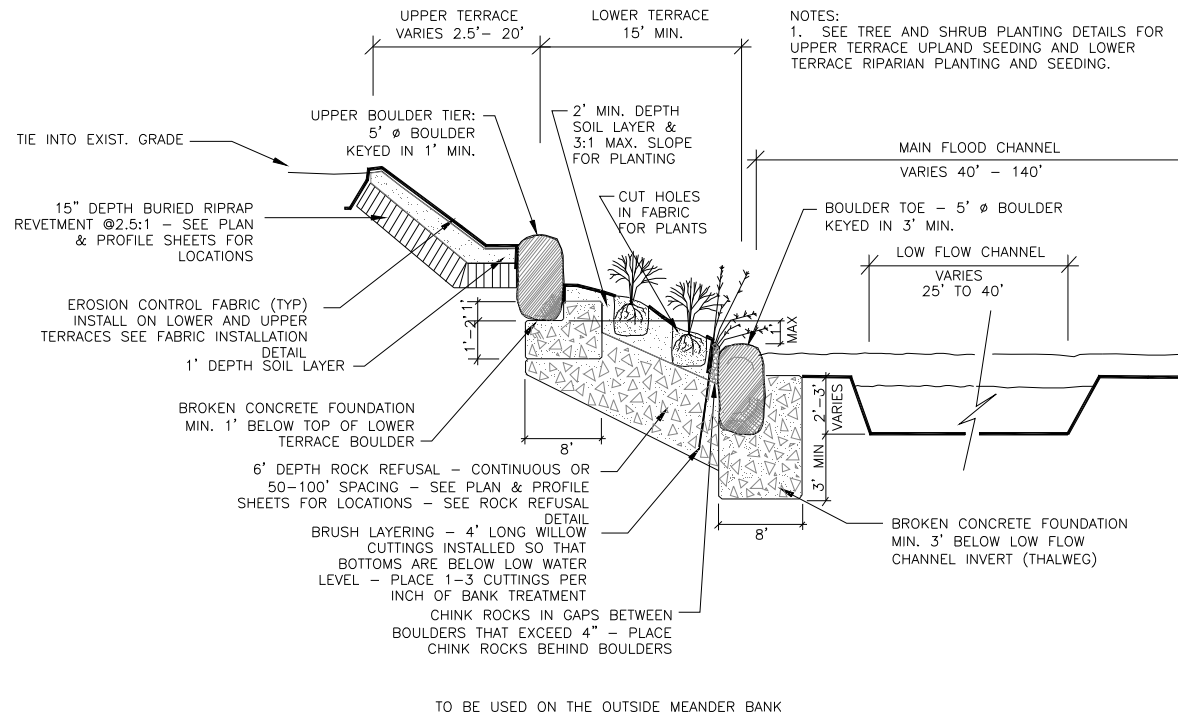 UPPER TERRACE
VARIES 2.5'- 20'
LOWER TERRACE
15' MIN.
NOTES:
1. SEE TREE AND SHRUB PLANTING DETAILS FOR
UPPER TERRACE UPLAND SEEDING AND LOWER
TERRACE RIPARIAN PLANTING AND SEEDING.
TIE INTO EXIST. GRADE
UPPER BOULDER TIER:
5' ø BOULDER
KEYED IN 1' MIN.
2' MIN. DEPTH
SOIL LAYER &
3:1 MAX. SLOPE
FOR PLANTING
MAIN FLOOD CHANNEL
VARIES 40' - 140'
15" DEPTH BURIED RIPRAP
REVETMENT @2.5:1 - SEE PLAN
& PROFILE SHEETS FOR
LOCATIONS
CUT HOLES
IN FABRIC
FOR PLANTS
BOULDER TOE - 5' ø BOULDER
KEYED IN 3' MIN.
LOW FLOW CHANNEL
VARIES
25' TO 40'
EROSION CONTROL FABRIC (TYP)
INSTALL ON LOWER AND UPPER
TERRACES SEE FABRIC INSTALLATION
DETAIL
1' DEPTH SOIL LAYER
1'
1'-2'
1'
MAX
BROKEN CONCRETE FOUNDATION
MIN. 1' BELOW TOP OF LOWER
TERRACE BOULDER
8'
2'-3'
VARIES
3' MIN
6' DEPTH ROCK REFUSAL - CONTINUOUS OR
50-100' SPACING - SEE PLAN & PROFILE
SHEETS FOR LOCATIONS - SEE ROCK REFUSAL
DETAIL
BRUSH LAYERING - 4' LONG WILLOW
CUTTINGS INSTALLED SO THAT
BOTTOMS ARE BELOW LOW WATER
LEVEL - PLACE 1-3 CUTTINGS PER
INCH OF BANK TREATMENT
8'
BROKEN CONCRETE FOUNDATION
MIN. 3' BELOW LOW FLOW
CHANNEL INVERT (THALWEG)
CHINK ROCKS IN GAPS BETWEEN
BOULDERS THAT EXCEED 4" - PLACE
CHINK ROCKS BEHIND BOULDERS
TO BE USED ON THE OUTSIDE MEANDER BANK